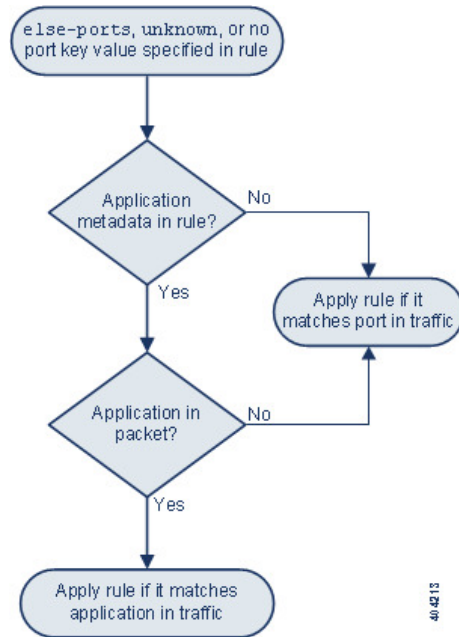 else-ports, unknown, or no
port key value specified in rule
Application
metadata in rule?
No
Yes
Apply rule if it
matches port in traffic
Application in
packet?
No
Yes
Apply rule if it matches
application in traffic
404213